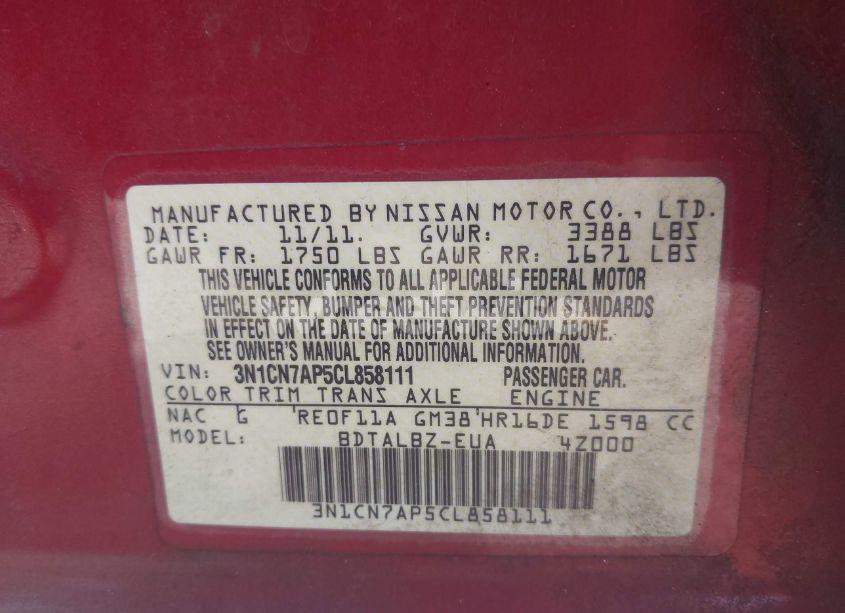 MANUFACTURED BY NISSAN MOTOR CO., LTD.
DATE: 11/11. GVWR: 3388 LBS
GAWR FR: 1750 LBS GAWR RR: 1671 LBS
THIS VEHICLE CONFORMS TO ALL APPLICABLE FEDERAL MOTOR
VEHICLE SAFETY, BUMPER AND THEFT PREVENTION STANDARDS
IN EFFECT ON THE DATE OF MANUFACTURE SHOWN ABOVE.
SEE OWNER'S MANUAL FOR ADDITIONAL INFORMATION.
VIN: 3N1CN7AP5CL858111 PASSENGER CAR.
COLOR TRIM TRANS AXLE ENGINE
NAC G RE0F11A GM38 HR16DE 1598 CC
MODEL: BDTALBZ-EUA 4Z000
3N1CN7AP5CL858111